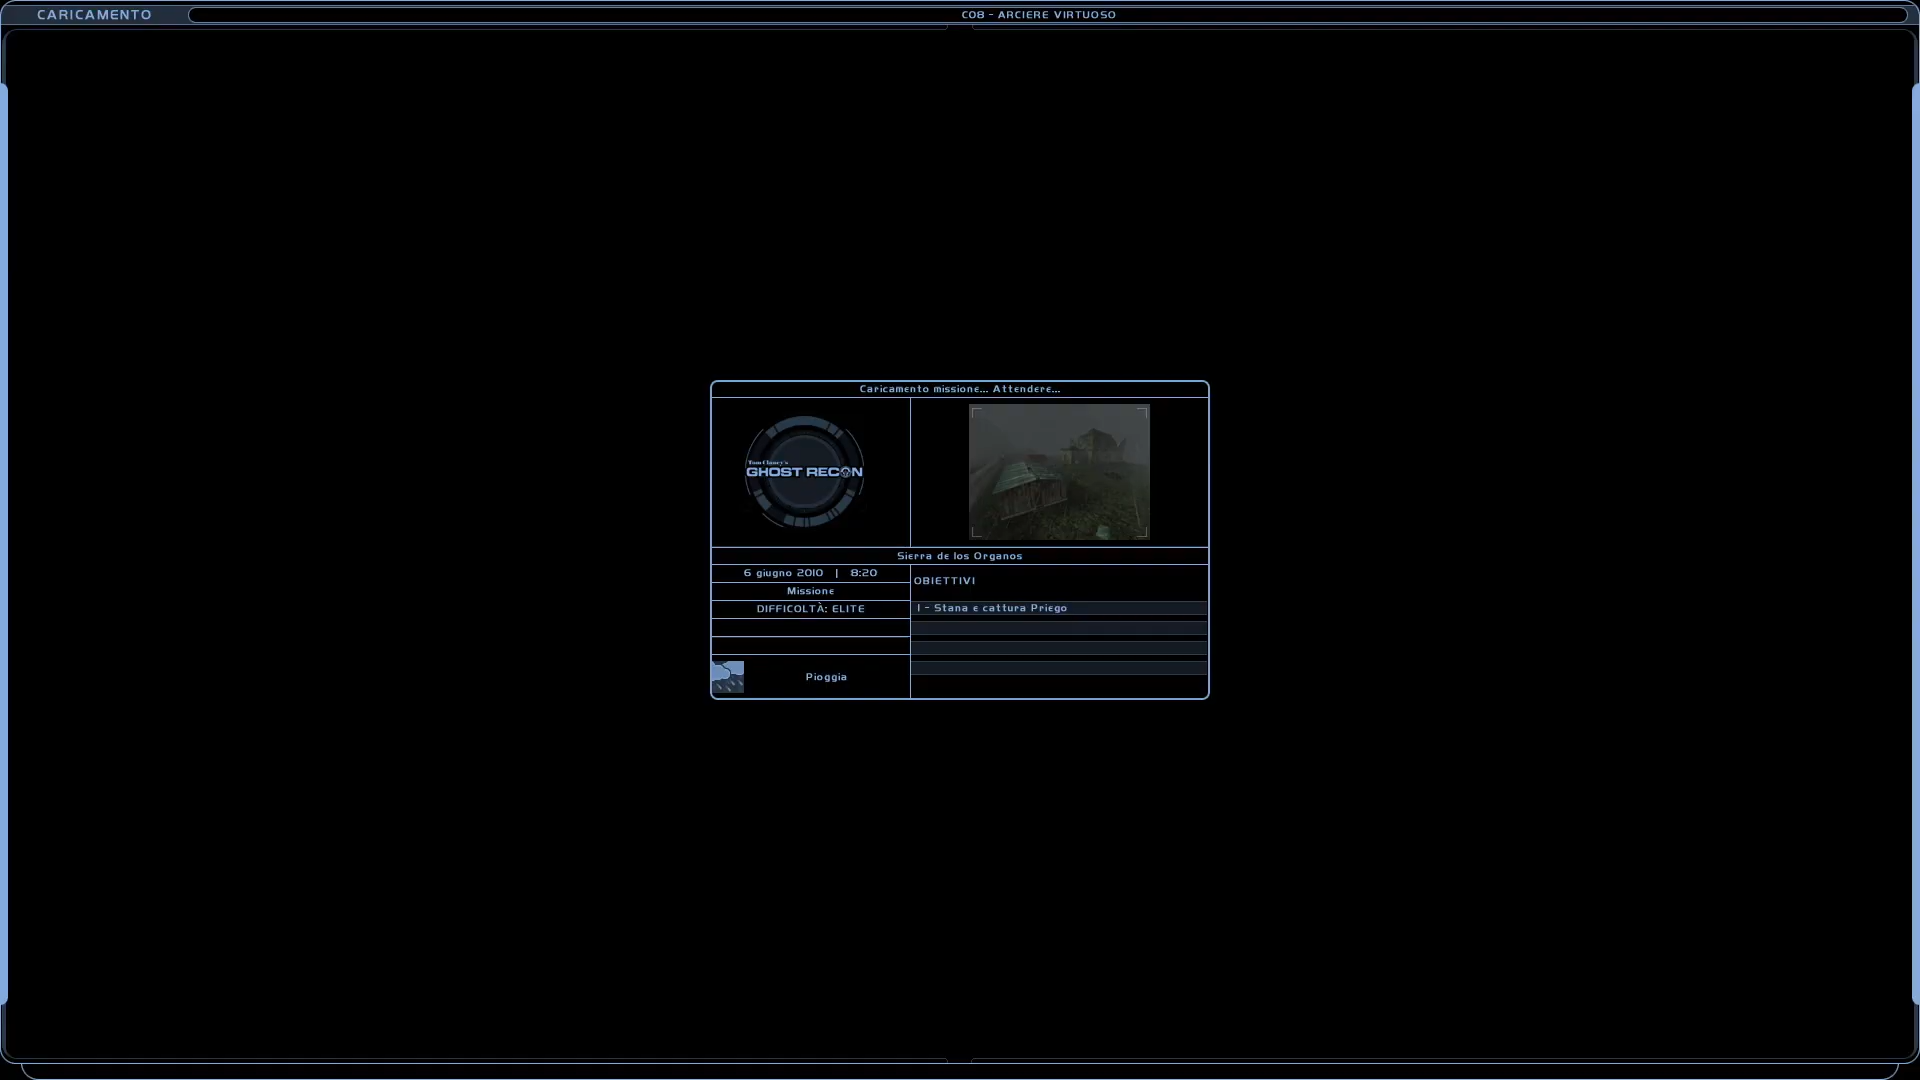 CARICAMENTO
C08 - ARCIERE VIRTUOSO
Caricamento missione... Attendere...
Tom Clancy's
GHOST RECON
Sierra de los Organos
6 giugno 2010 | 8:20
Missione
DIFFICOLTÀ: ELITE
Pioggia
OBIETTIVI
1 - Stana e cattura Priego